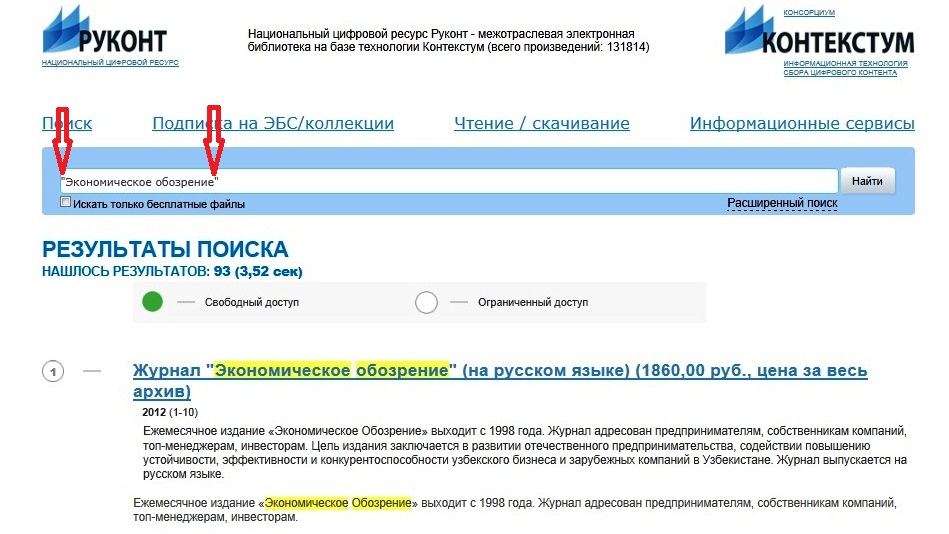 РУКОНТ
НАЦИОНАЛЬНЫЙ ЦИФРОВОЙ РЕСУРС
Национальный цифровой ресурс Руконт - межотраслевая электронная
библиотека на базе технологии Контекстум (всего произведений: 131814)
КОНСОРЦИУМ
КОНТЕКСТУМ
ИНФОРМАЦИОННАЯ ТЕХНОЛОГИЯ
СБОРА ЦИФРОВОГО КОНТЕНТА
Поиск Подписка на ЭБС/коллекции Чтение / скачивание Информационные сервисы
"Экономическое обозрение" Найти
Искать только бесплатные файлы Расширенный поиск
РЕЗУЛЬТАТЫ ПОИСКА
НАШЛОСЬ РЕЗУЛЬТАТОВ: 93 (3,52 сек)
— Свободный доступ — Ограниченный доступ
1 — Журнал "Экономическое обозрение" (на русском языке) (1860,00 руб., цена за весь
архив)
2012 (1-10)
Ежемесячное издание «Экономическое Обозрение» выходит с 1998 года. Журнал адресован предпринимателям, собственникам компаний,
топ-менеджерам, инвесторам. Цель издания заключается в развитии отечественного предпринимательства, содействии повышению
устойчивости, эффективности и конкурентоспособности узбекского бизнеса и зарубежных компаний в Узбекистане. Журнал выпускается на
русском языке.
Ежемесячное издание «Экономическое Обозрение» выходит с 1998 года. Журнал адресован предпринимателям, собственникам компаний,
топ-менеджерам, инвесторам.